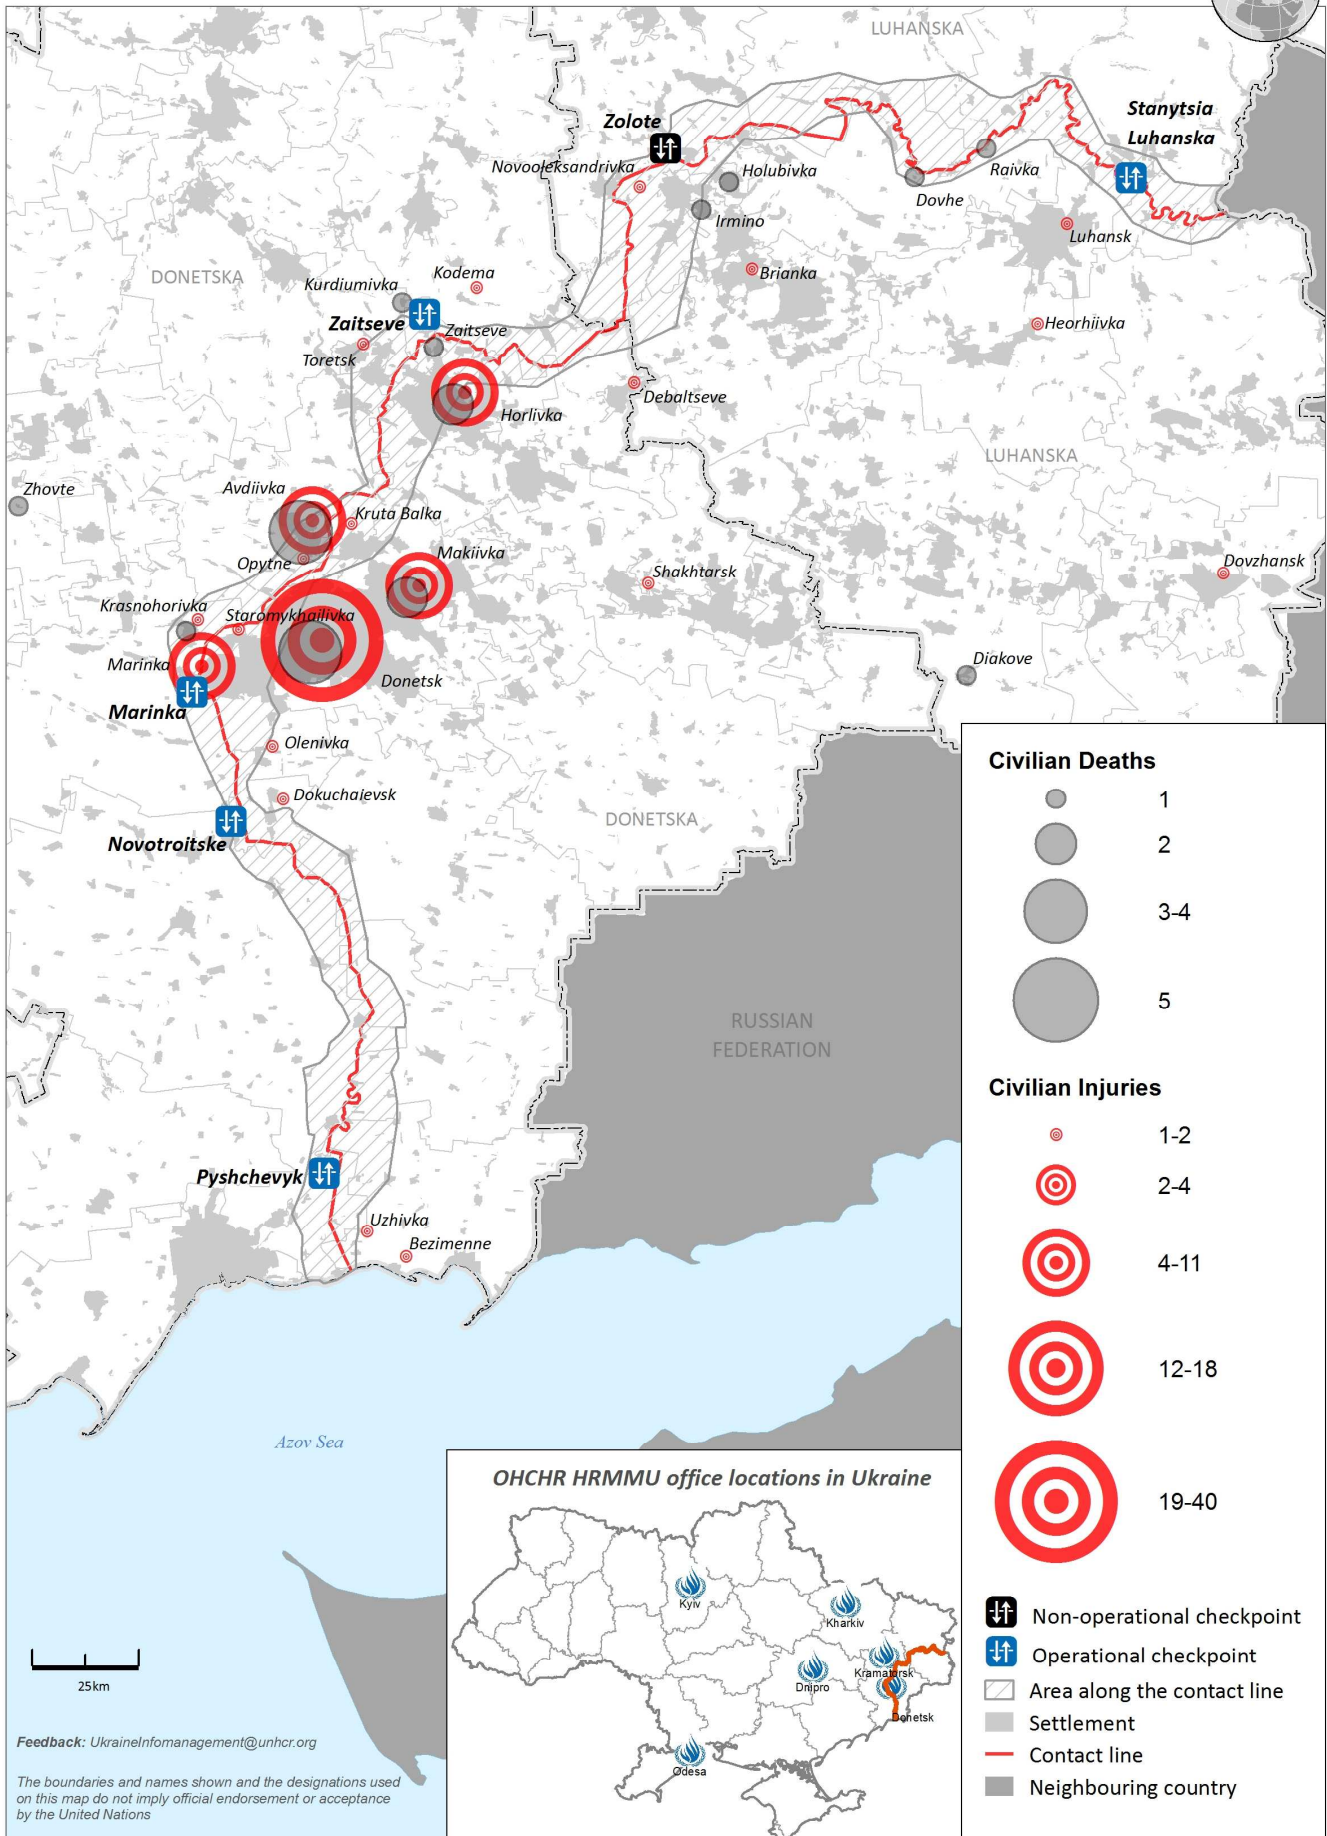 LUHANSKA
Stanytsia
Luhanska
Zolote
Novooleksandrivka
Holubivka
Raivka
Dovhe
Irmino
Luhansk
DONETSKA
Kodema
Brianka
Kurdiumivka
Zaitseve
Zaitseve
Heorhiivka
Toretsk
Debaltseve
Horlivka
LUHANSKA
Zhovte
Avdiivka
Kruta Balka
Makiivka
Opytne
Shakhtarsk
Dovzhansk
Krasnohorivka
Staromykhailivka
Marinka
Diakove
Donetsk
Marinka
Olenivka
Dokuchaievsk
DONETSKA
Novotroitske
RUSSIAN
FEDERATION
Pyshchevyk
Uzhivka
Bezimenne
Azov Sea
Civilian Deaths
1
2
3-4
5
Civilian Injuries
1-2
2-4
4-11
12-18
19-40
Non-operational checkpoint
Operational checkpoint
Area along the contact line
Settlement
Contact line
Neighbouring country
OHCHR HRMMU office locations in Ukraine
Kyiv
Kharkiv
Kramatorsk
Dnipro
Donetsk
Odesa
25km
Feedback: UkraineInfomanagement@unhcr.org
The boundaries and names shown and the designations used
on this map do not imply official endorsement or acceptance
by the United Nations